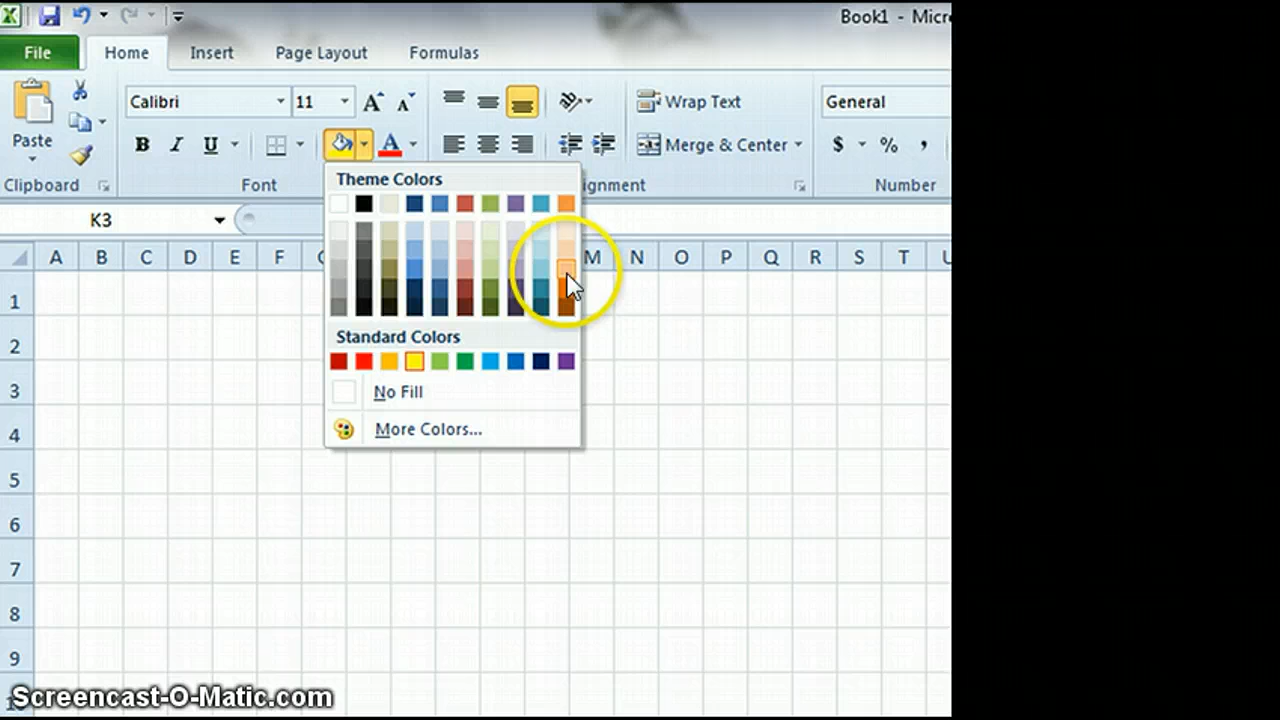 Book1 - Micro
File Home Insert Page Layout Formulas
Calibri 11 A A Wrap Text General
Paste B I U A Merge & Center $ % ,
Clipboard Font ignment Number
Theme Colors
K3
A B C D E F M N O P Q R S T
1
2
Standard Colors
3
No Fill
4
More Colors...
5
6
7
8
9
Screencast-O-Matic.com